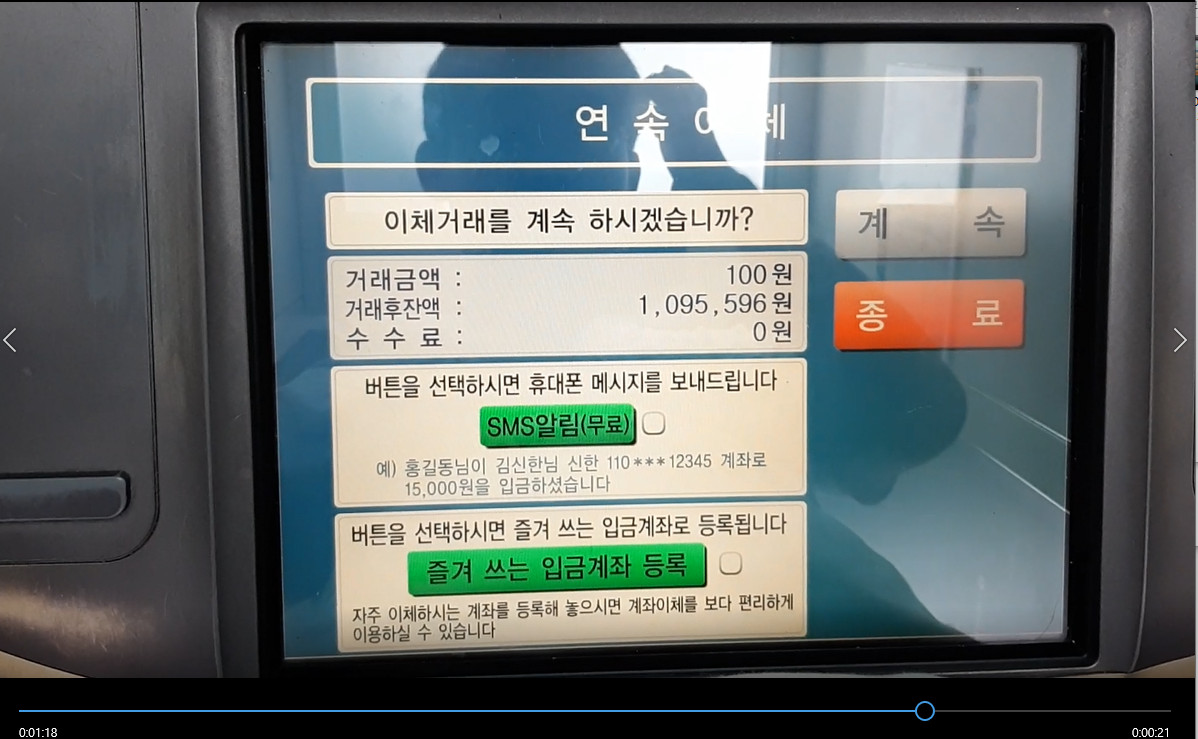 연 속 이 체
이체거래를 계속 하시겠습니까?
계 속
거래금액 : 100원
거래후잔액 : 1,095,596원
수 수 료 : 0원
종 료
버튼을 선택하시면 휴대폰 메시지를 보내드립니다
SMS알림(무료)
예) 홍길동님이 김신한님 신한 110***12345 계좌로
15,000원을 입금하셨습니다
버튼을 선택하시면 즐겨 쓰는 입금계좌로 등록됩니다
즐겨 쓰는 입금계좌 등록
자주 이체하시는 계좌를 등록해 놓으시면 계좌이체를 보다 편리하게
이용하실 수 있습니다
0:01:18
0:00:21